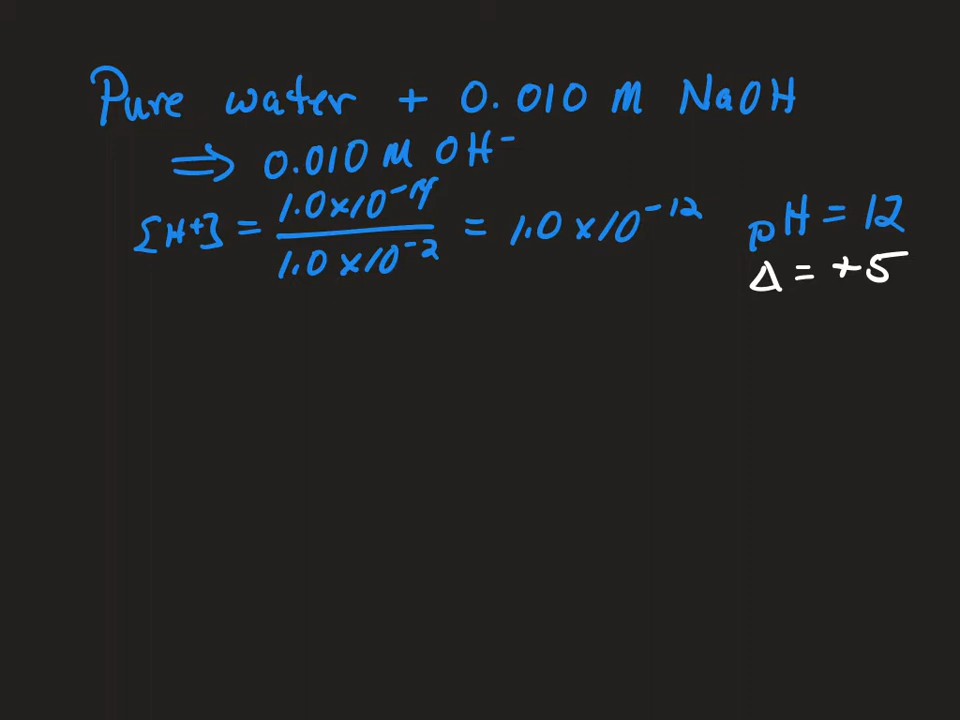 Pure water + 0.010 M NaOH
⇒ 0.010 M OH⁻
[H+] = 1.0×10⁻¹⁴ / 1.0×10⁻² = 1.0×10⁻¹² pH = 12
Δ = +5